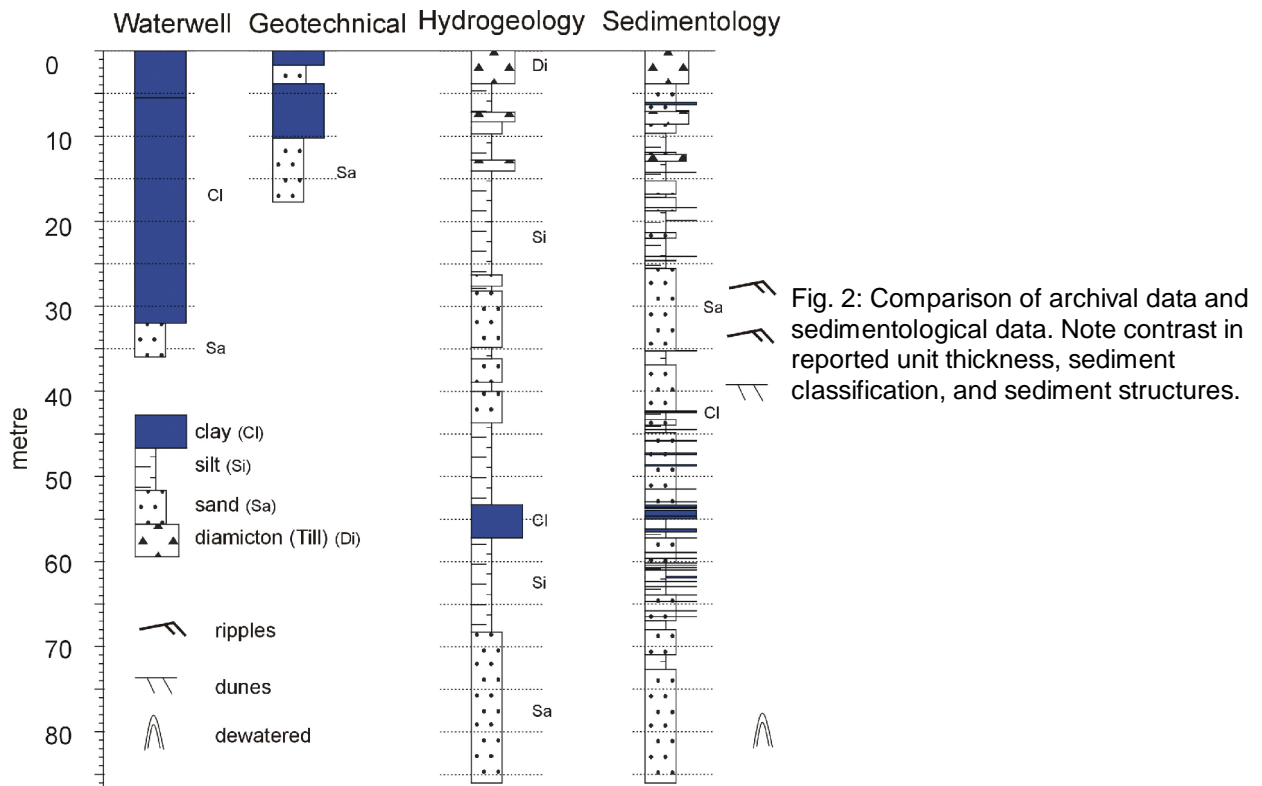 Waterwell Geotechnical Hydrogeology Sedimentology
0
10
20
30
40
50
60
70
80
metre
Cl
Sa
Sa
Di
Si
Cl
Si
Sa
Sa
Cl
clay (Cl)
silt (Si)
sand (Sa)
diamicton (Till) (Di)
ripples
dunes
dewatered
Fig. 2: Comparison of archival data and
sedimentological data. Note contrast in
reported unit thickness, sediment
classification, and sediment structures.